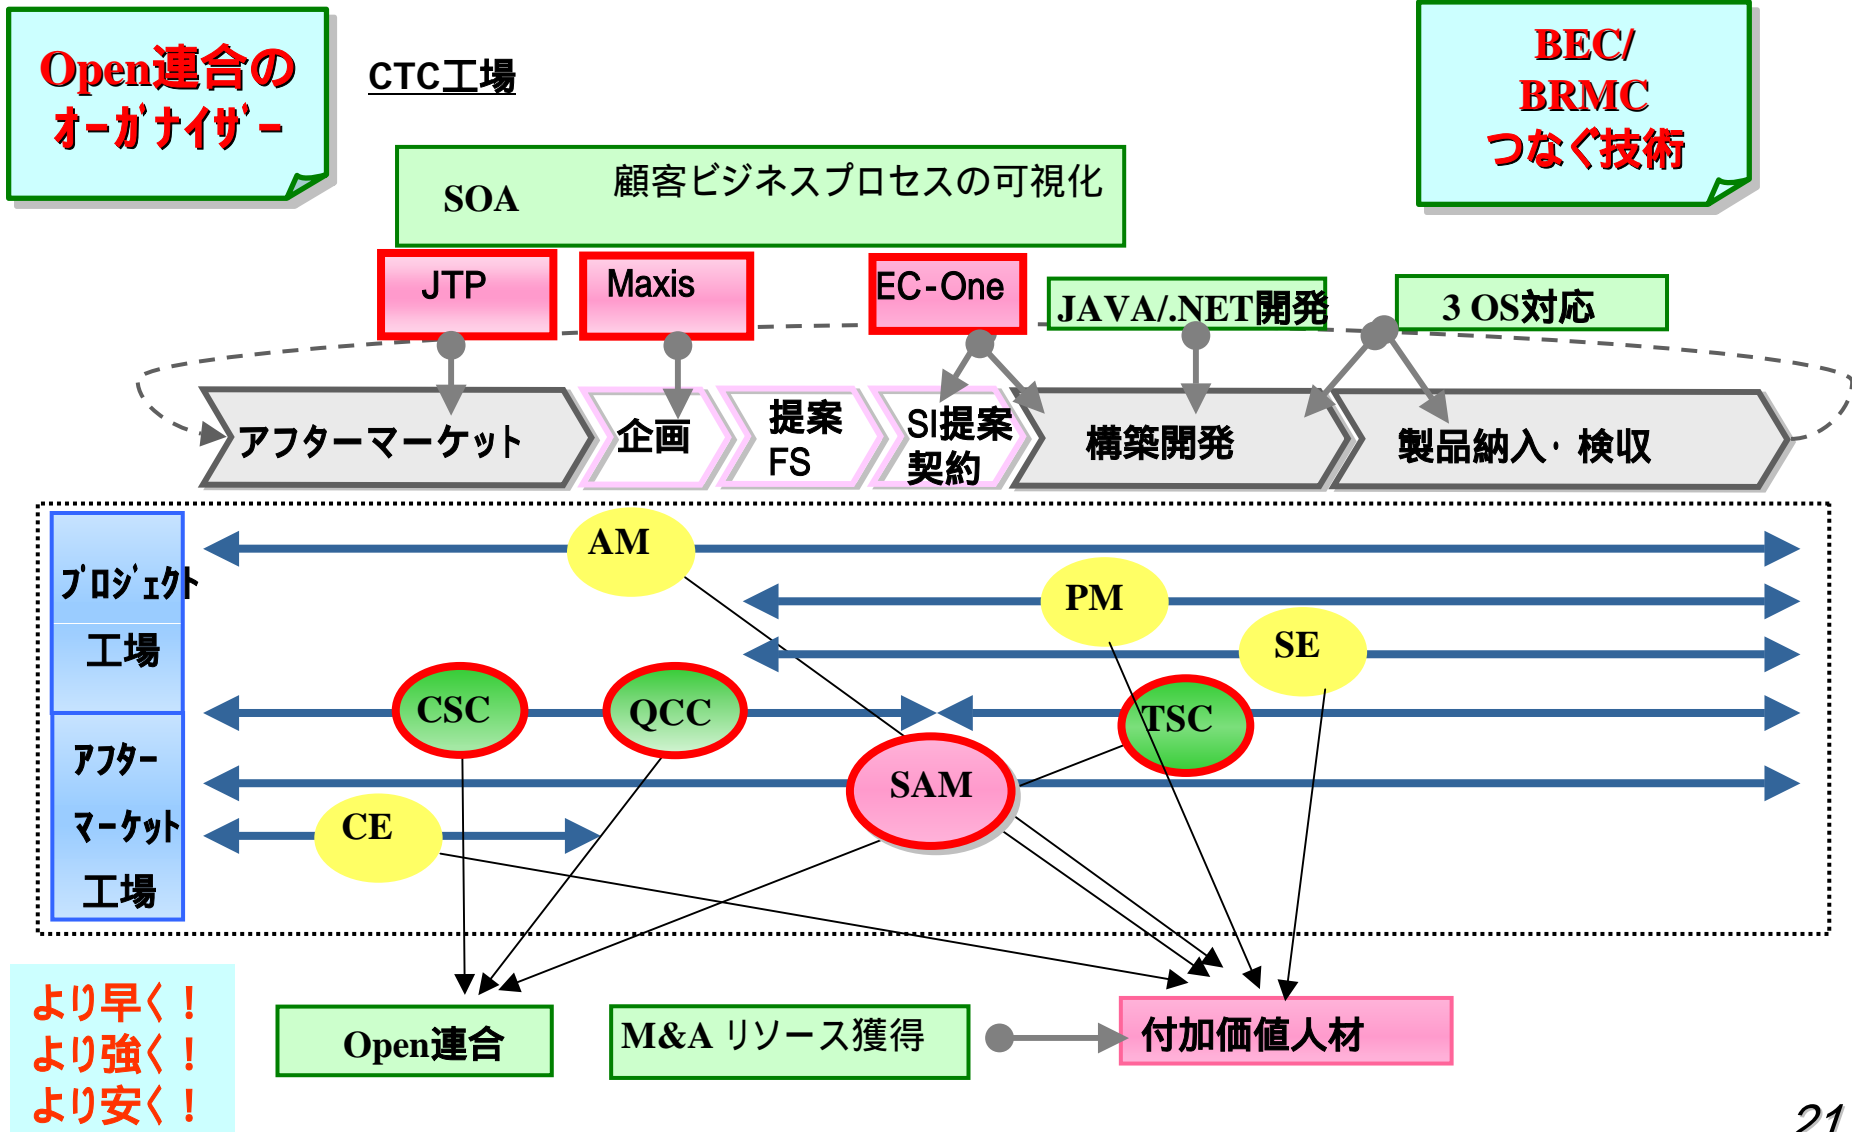 Open連合の
ｵｰｶﾞﾅｲｻﾞｰ
CTC工場
BEC/
BRMC
つなぐ技術
SOA 顧客ビジネスプロセスの可視化
JTP
Maxis
EC-One
JAVA/.NET開発
3 OS対応
アフターマーケット
企画
提案
FS
SI提案
契約
構築開発
製品納入・検収
ﾌﾟﾛｼﾞｪｸﾄ
工場
AM
PM
SE
CSC
QCC
TSC
ｱﾌﾀｰ
ﾏｰｹｯﾄ
工場
SAM
CE
より早く！
より強く！
より安く！
Open連合
M&A リソース獲得
付加価値人材
21